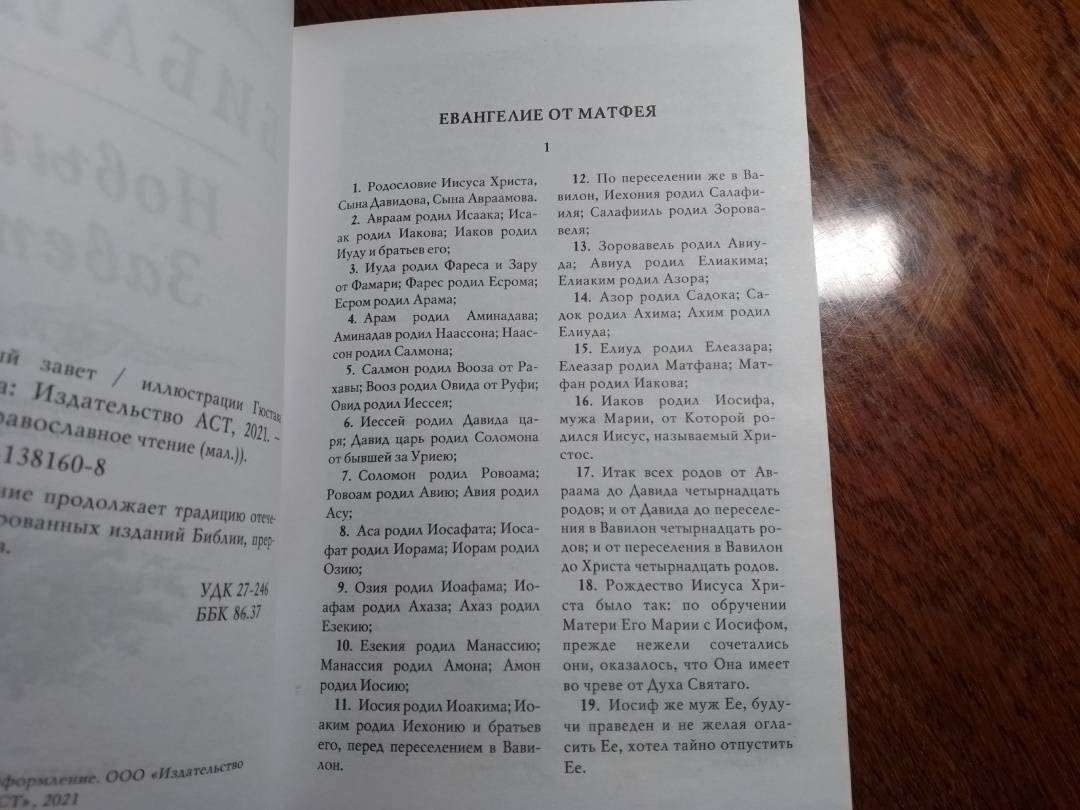 БИБЛИ
Новый
Завет
ый завет / иллюстрации Гюстава
а: Издательство АСТ, 2021. –
равославное чтение (мал.)).
138160-8
ние продолжает традицию отече-
рованных изданий Библии, прер-
в.
УДК 27-246
ББК 86.37
оформление. ООО «Издательство
СТ», 2021
ЕВАНГЕЛИЕ ОТ МАТФЕЯ
1
1. Родословие Иисуса Христа,
Сына Давидова, Сына Авраамова.
2. Авраам родил Исаака; Иса-
ак родил Иакова; Иаков родил
Иуду и братьев его;
3. Иуда родил Фареса и Зару
от Фамари; Фарес родил Есрома;
Есром родил Арама;
4. Арам родил Аминадава;
Аминадав родил Наассона; Наас-
сон родил Салмона;
5. Салмон родил Вооза от Ра-
хавы; Вооз родил Овида от Руфи;
Овид родил Иессея;
6. Иессей родил Давида ца-
ря; Давид царь родил Соломона
от бывшей за Уриею;
7. Соломон родил Ровоама;
Ровоам родил Авию; Авия родил
Асу;
8. Аса родил Иосафата; Иоса-
фат родил Иорама; Иорам родил
Озию;
9. Озия родил Иоафама; Ио-
афам родил Ахаза; Ахаз родил
Езекию;
10. Езекия родил Манассию;
Манассия родил Амона; Амон
родил Иосию;
11. Иосия родил Иоакима; Ио-
аким родил Иехонию и братьев
его, перед переселением в Вави-
лон.
12. По переселении же в Ва-
вилон, Иехония родил Салафи-
иля; Салафииль родил Зорова-
веля;
13. Зоровавель родил Авиу-
да; Авиуд родил Елиакима;
Елиаким родил Азора;
14. Азор родил Садока; Са-
док родил Ахима; Ахим родил
Елиуда;
15. Елиуд родил Елеазара;
Елеазар родил Матфана; Мат-
фан родил Иакова;
16. Иаков родил Иосифа,
мужа Марии, от Которой ро-
дился Иисус, называемый Хри-
стос.
17. Итак всех родов от Ав-
раама до Давида четырнадцать
родов; и от Давида до переселе-
ния в Вавилон четырнадцать ро-
дов; и от переселения в Вавилон
до Христа четырнадцать родов.
18. Рождество Иисуса Хри-
ста было так: по обручении
Матери Его Марии с Иосифом,
прежде нежели сочетались
они, оказалось, что Она имеет
во чреве от Духа Святаго.
19. Иосиф же муж Ее, буду-
чи праведен и не желая огла-
сить Ее, хотел тайно отпустить
Ее.